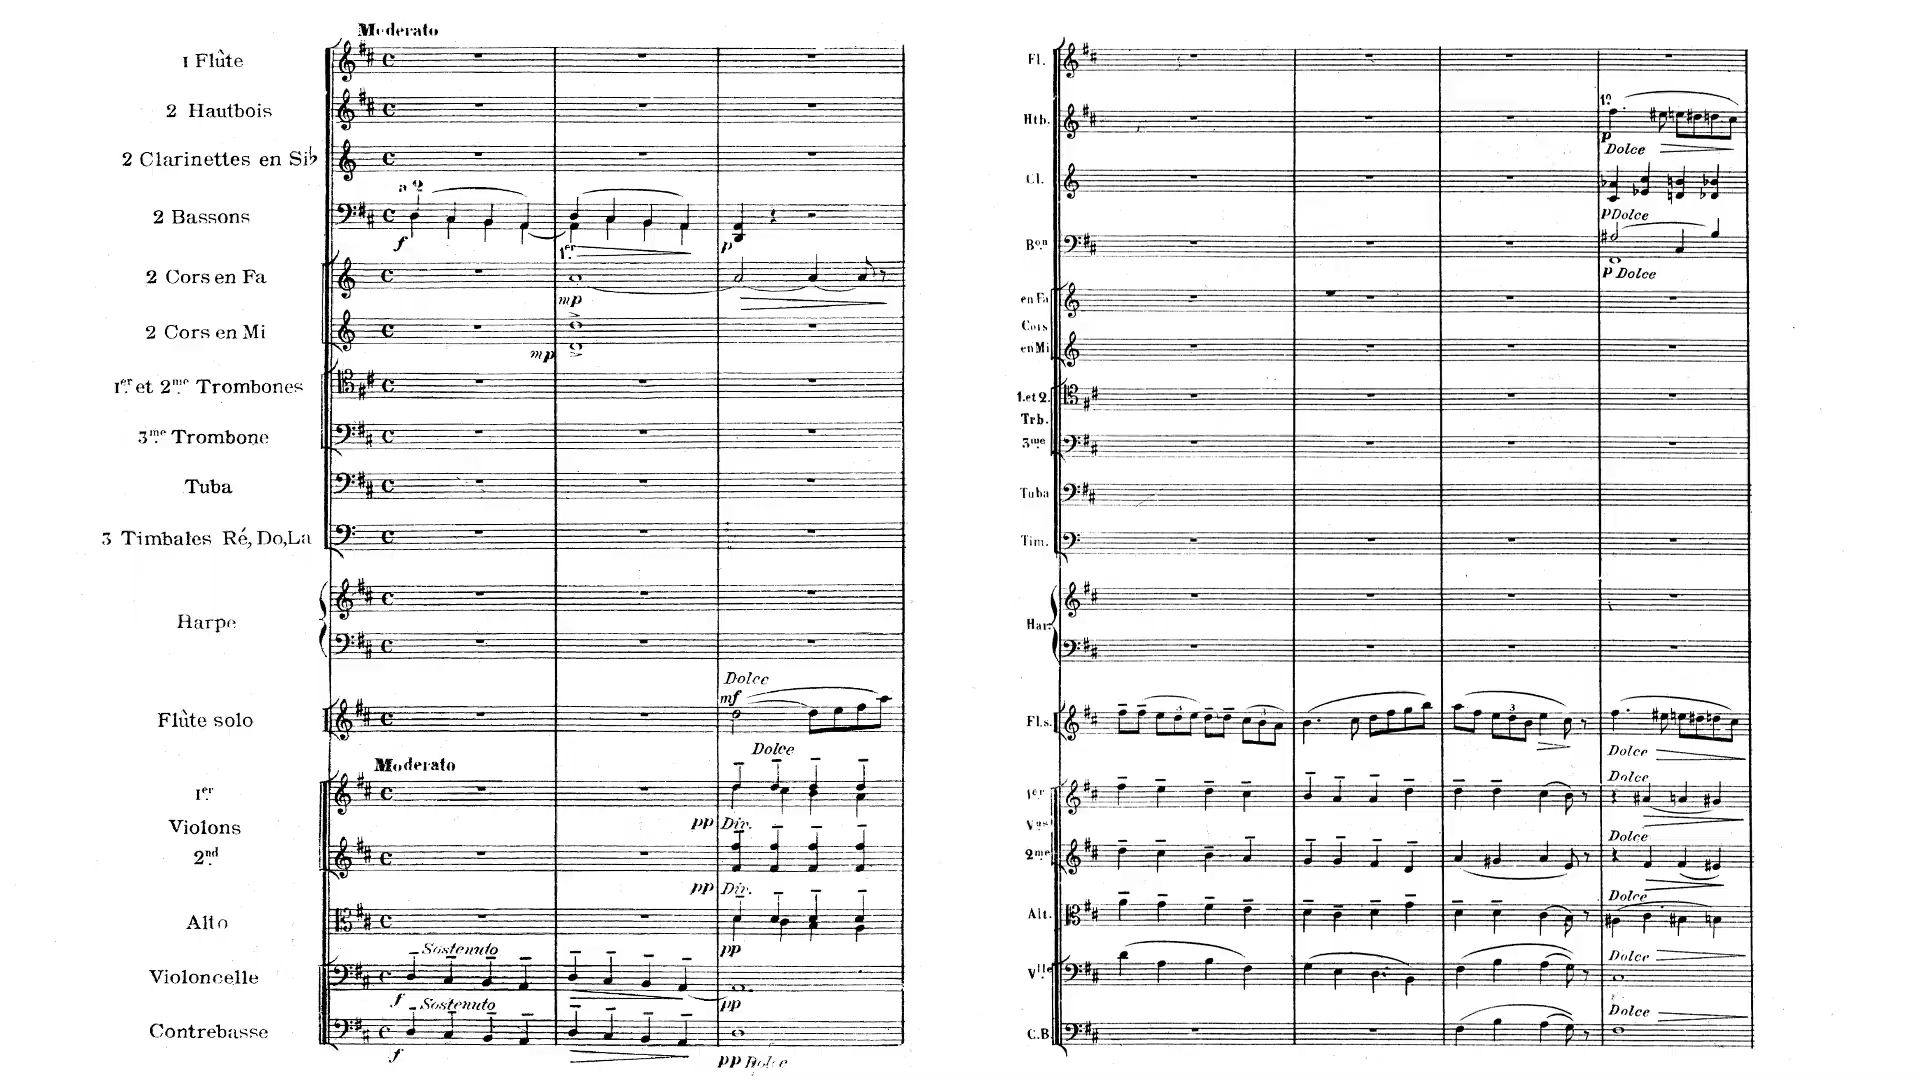 Moderato
1 Flûte
2 Hautbois
2 Clarinettes en Si♭
a 2
2 Bassons
f
1er
p
2 Cors en Fa
mp
2 Cors en Mi
mp
1er et 2me Trombones
3me Trombone
Tuba
3 Timbales Ré, Do, La
Harpe
Dolce
mf
Flûte solo
Dolce
Moderato
1er
pp Div.
Violons
2nd
pp Div.
Alto
Sostenuto
pp
Violoncelle
f
Sostenuto
pp
Contrebasse
f
pp Dolce
Fl.
1o
Htb.
p
Dolce
Cl.
p Dolce
Bon
p Dolce
en Fa
Cors
en Mi
1. et 2.
Trb.
3me
Tuba
Tim.
Har.
3
3
3
Fl.s.
Dolce
Dolce
1er
Vns
Dolce
2me
Dolce
Alt.
Dolce
Vlle
Dolce
C.B.